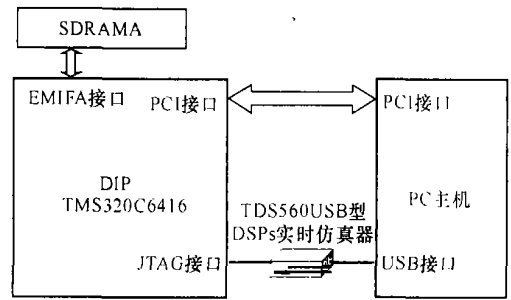 SDRAMA
EMIFA接口
PCI接口
PCI接口
DIP
TMS320C6416
PC主机
TDS560USB型
DSPs实时仿真器
JTAG接口
USB接口